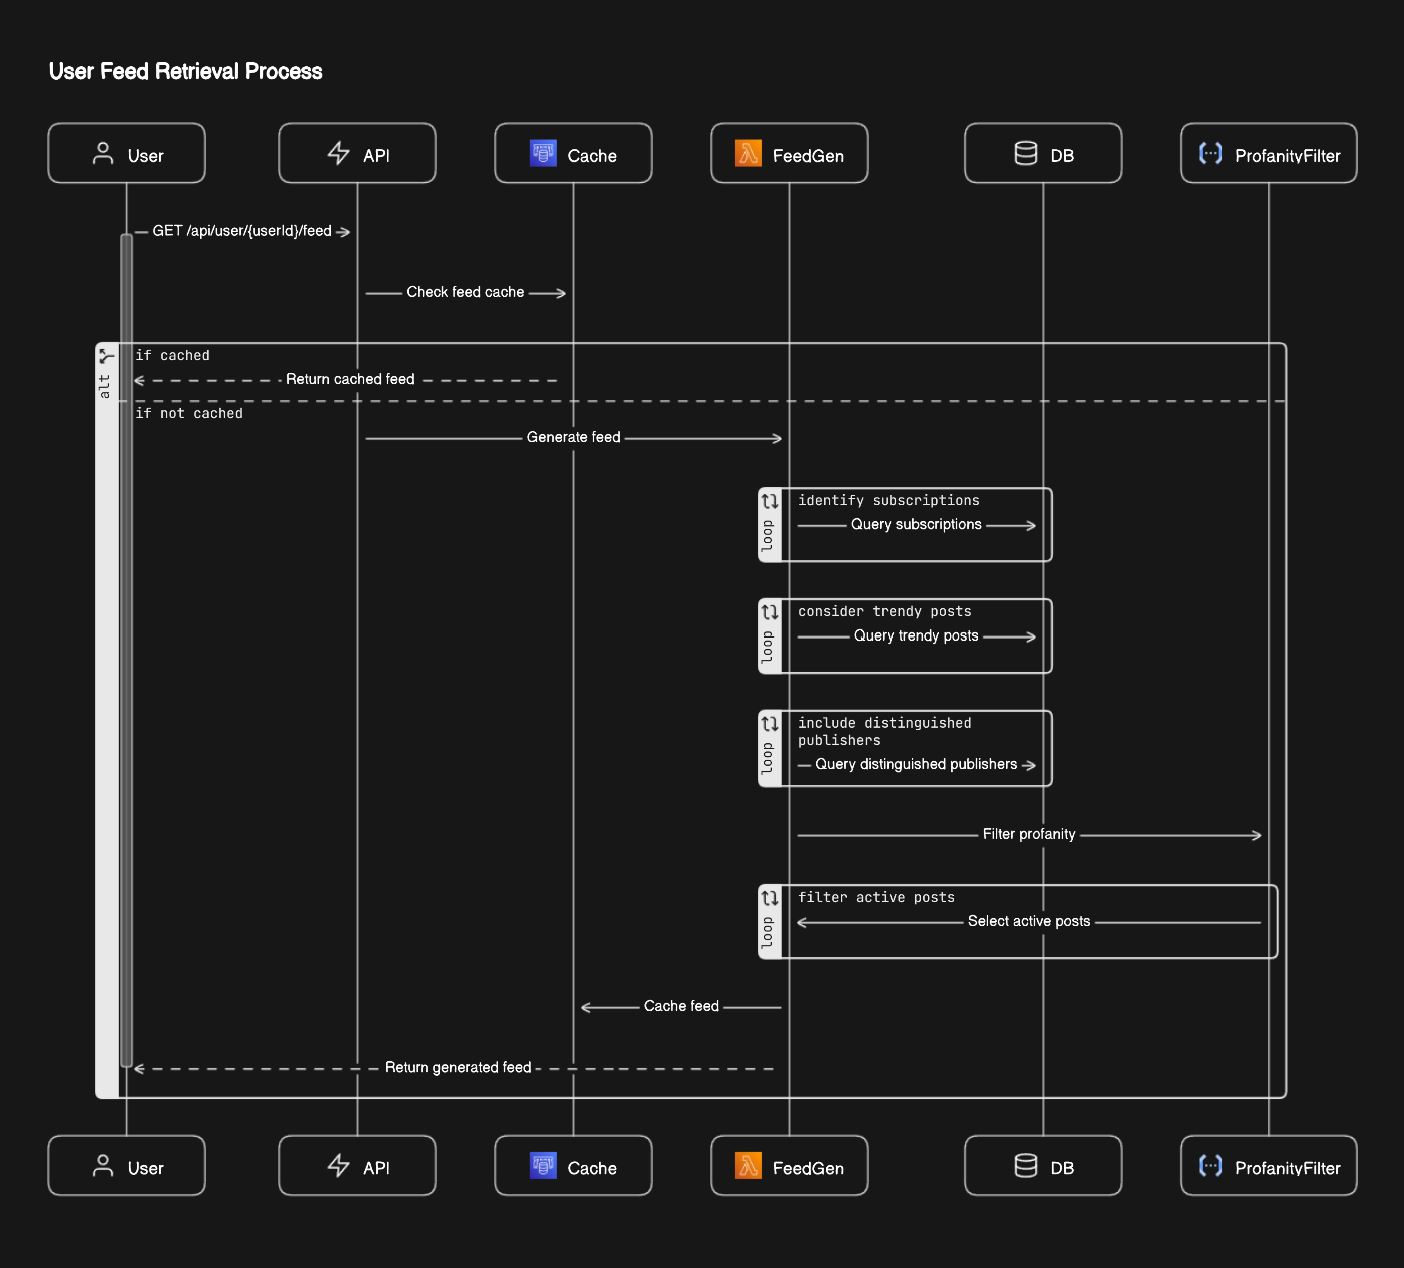 User Feed Retrieval Process
User
API
Cache
FeedGen
DB
ProfanityFilter
GET /api/user/{userId}/feed
Check feed cache
alt
if cached
Return cached feed
if not cached
Generate feed
loop
identify subscriptions
Query subscriptions
loop
consider trendy posts
Query trendy posts
loop
include distinguished
publishers
Query distinguished publishers
Filter profanity
loop
filter active posts
Select active posts
Cache feed
Return generated feed
User
API
Cache
FeedGen
DB
ProfanityFilter